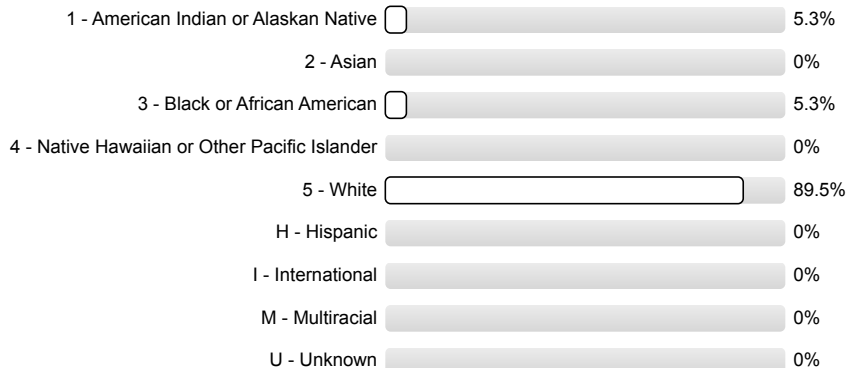 1 - American Indian or Alaskan Native 5.3%
2 - Asian 0%
3 - Black or African American 5.3%
4 - Native Hawaiian or Other Pacific Islander 0%
5 - White 89.5%
H - Hispanic 0%
I - International 0%
M - Multiracial 0%
U - Unknown 0%